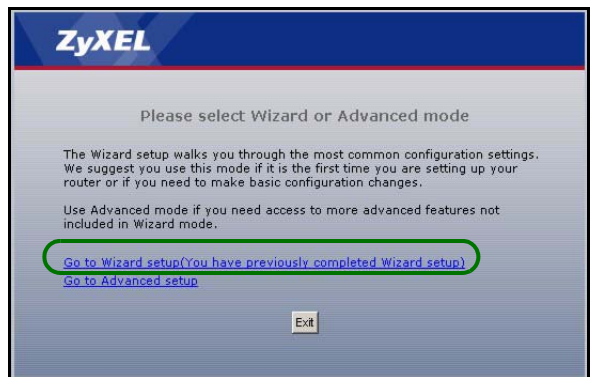 ZyXEL
Please select Wizard or Advanced mode
The Wizard setup walks you through the most common configuration settings.
We suggest you use this mode if it is the first time you are setting up your
router or if you need to make basic configuration changes.
Use Advanced mode if you need access to more advanced features not
included in Wizard mode.
Go to Wizard setup(You have previously completed Wizard setup)
Go to Advanced setup
Exit